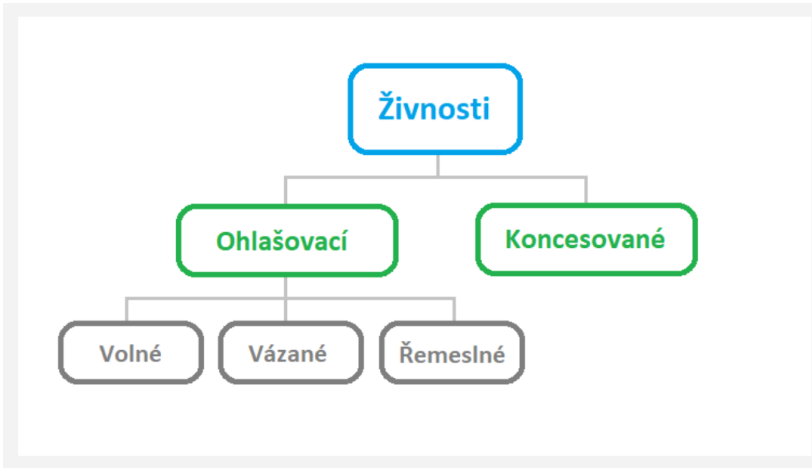 Živnosti
Ohlašovací
Koncesované
Volné
Vázané
Řemeslné